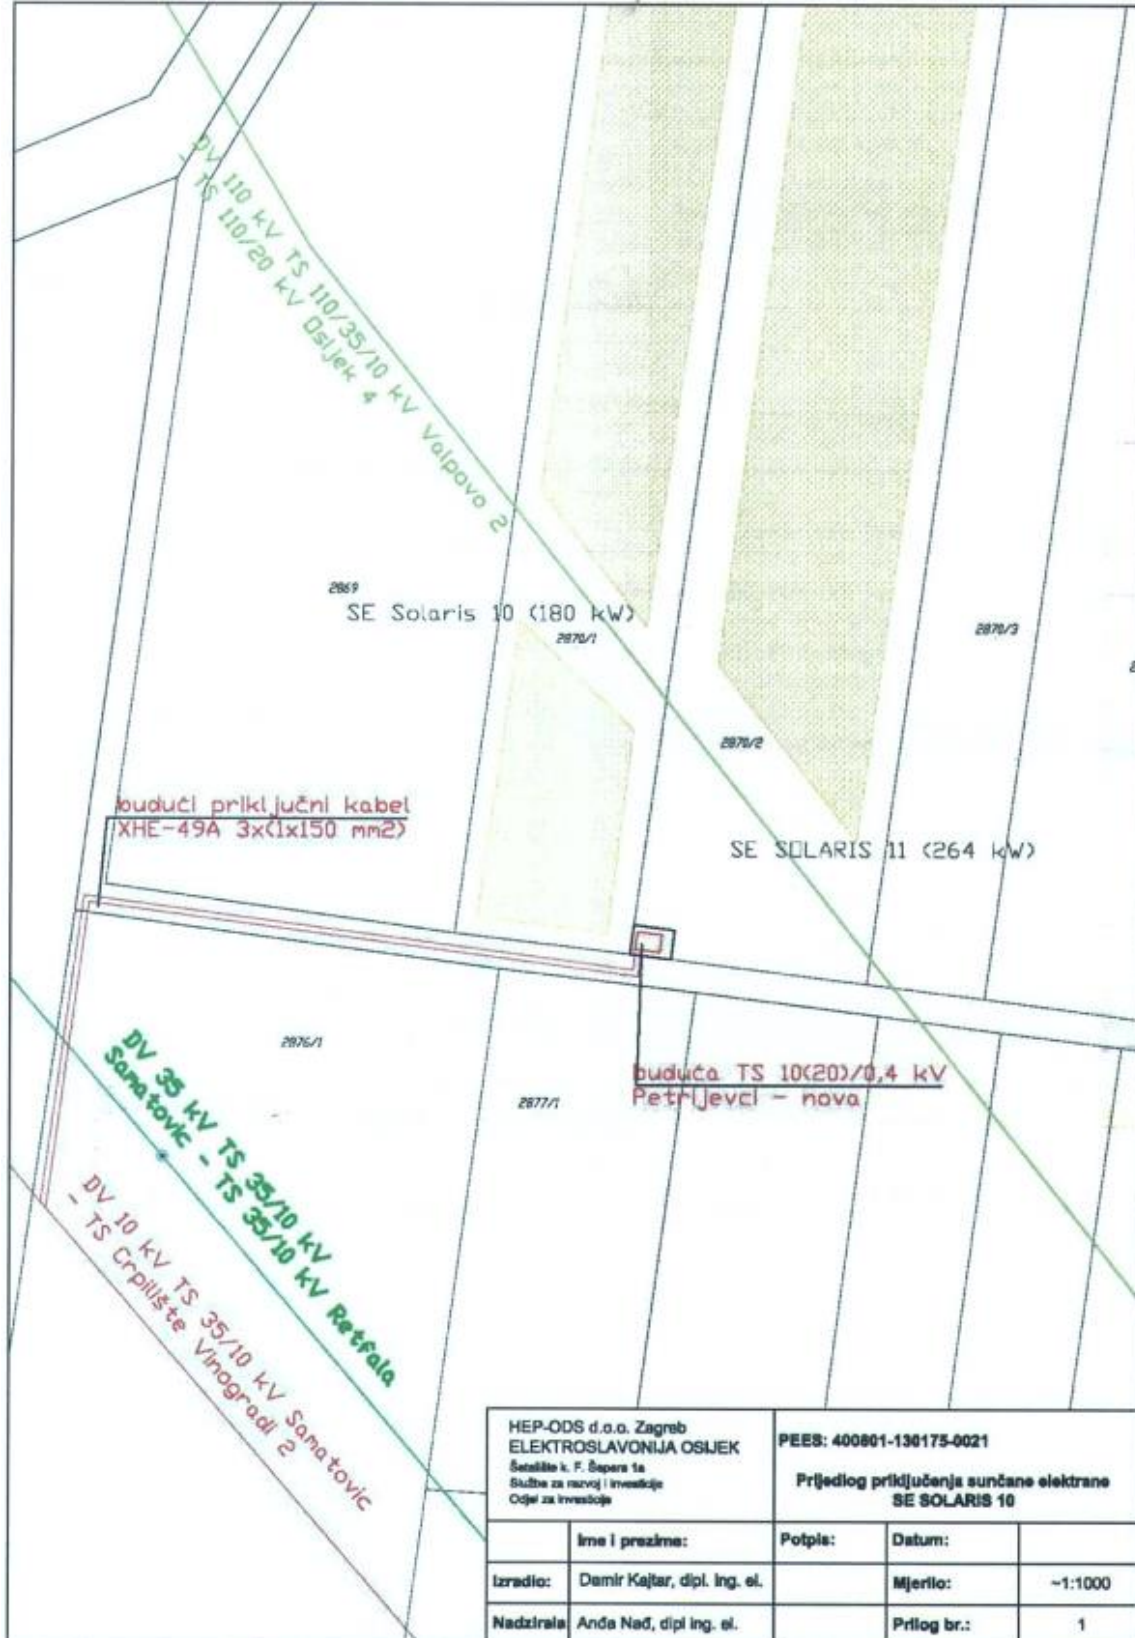 DV 110 kV TS 110/35/10 kV Valpovo 2
- TS 110/20 kV Osijek 4
2869
SE Solaris 10 (180 kW)
2870/1
2870/3
2870/2
budući priključni kabel
XHE-49A 3x(1x150 mm2)
SE SOLARIS 11 (264 kW)
2876/1
buduća TS 10(20)/0,4 kV
Petrijevci - nova
2877/1
DV 35 kV TS 35/10 kV
Samatovic - TS 35/10 kV Retfala
DV 10 kV TS 35/10 kV Samatovic
- TS Crpilište Vinogradi 2
HEP-ODS d.o.o. Zagreb
ELEKTROSLAVONIJA OSIJEK
Šetalište k. F. Šepera 1a
Služba za razvoj i investicije
Odjel za investicije
PEES: 400801-130175-0021
Prijedlog priključenja sunčane elektrane
SE SOLARIS 10
Ime i prezime:
Potpis:
Datum:
Izradio:
Damir Kajtar, dipl. ing. el.
Mjerilo:
~1:1000
Nadzirala
Anđa Nađ, dipl ing. el.
Prilog br.:
1